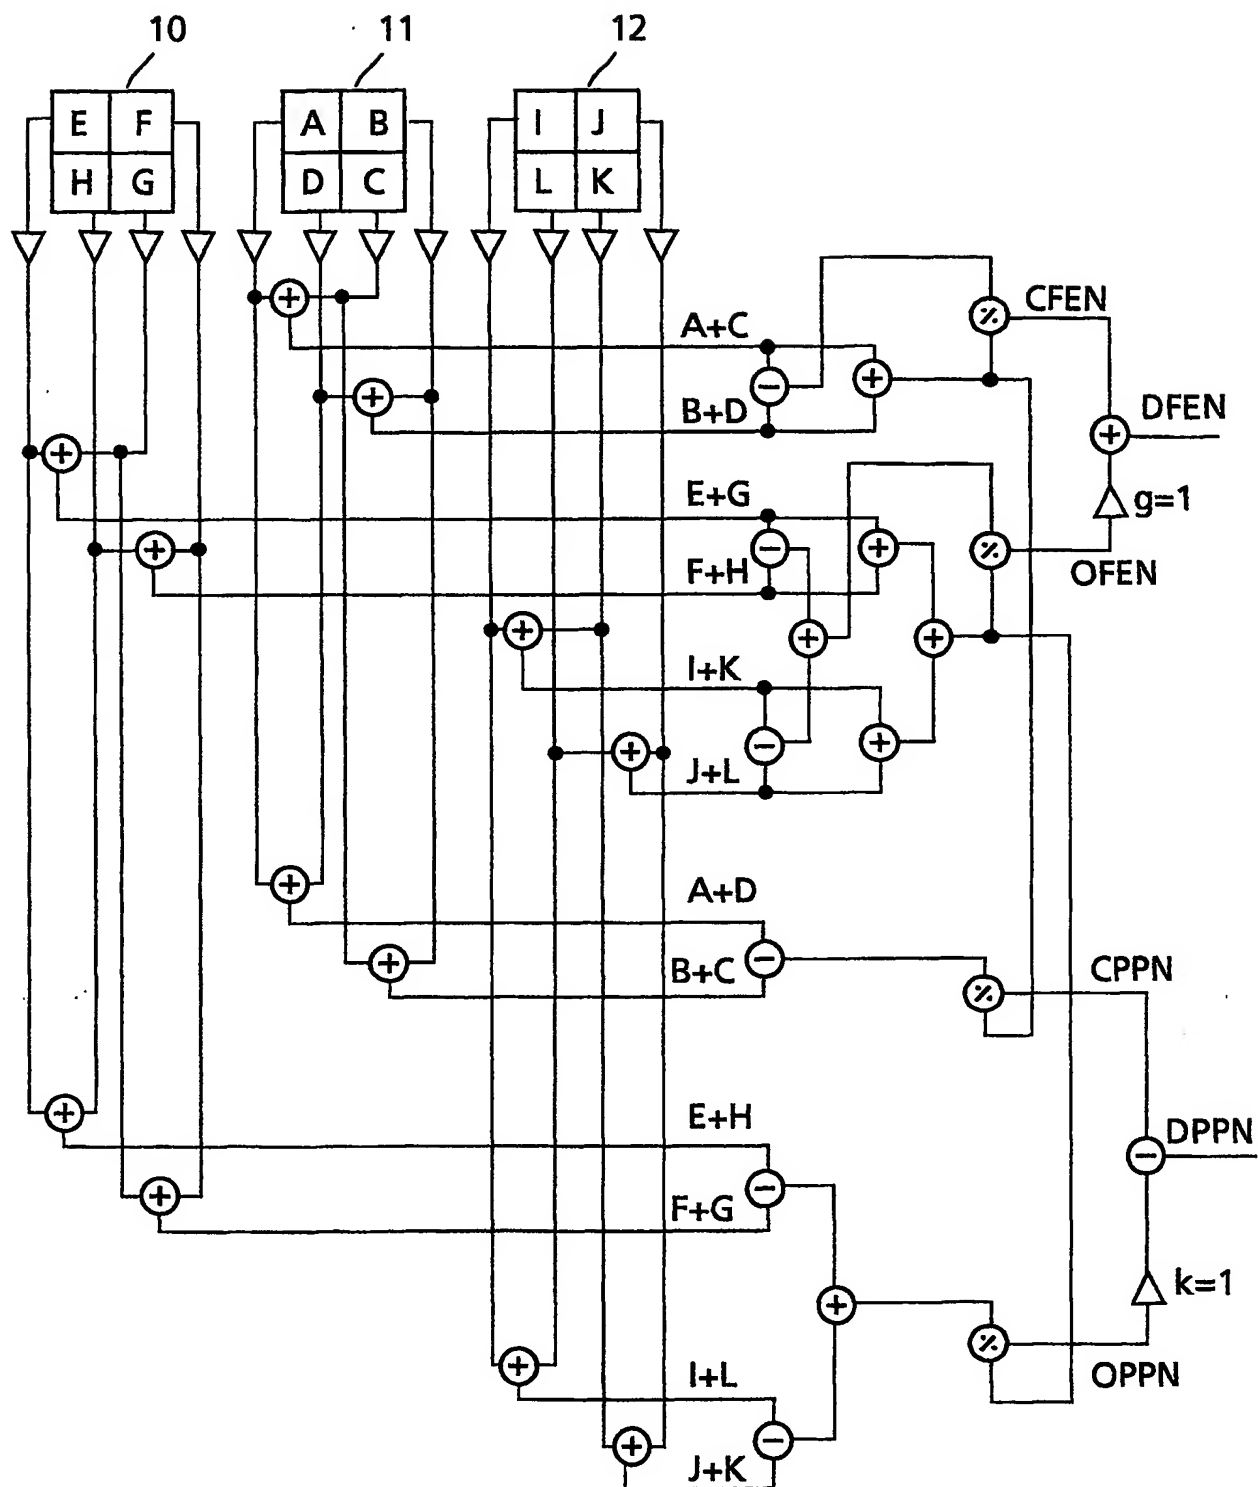 10 11 12
E F A B I J
H G D C L K
CFEN
A+C
B+D
DFEN
E+G
g=1
F+H
OFEN
I+K
J+L
A+D
B+C
CPPN
E+H
DPPN
F+G
k=1
I+L
OPPN
J+K